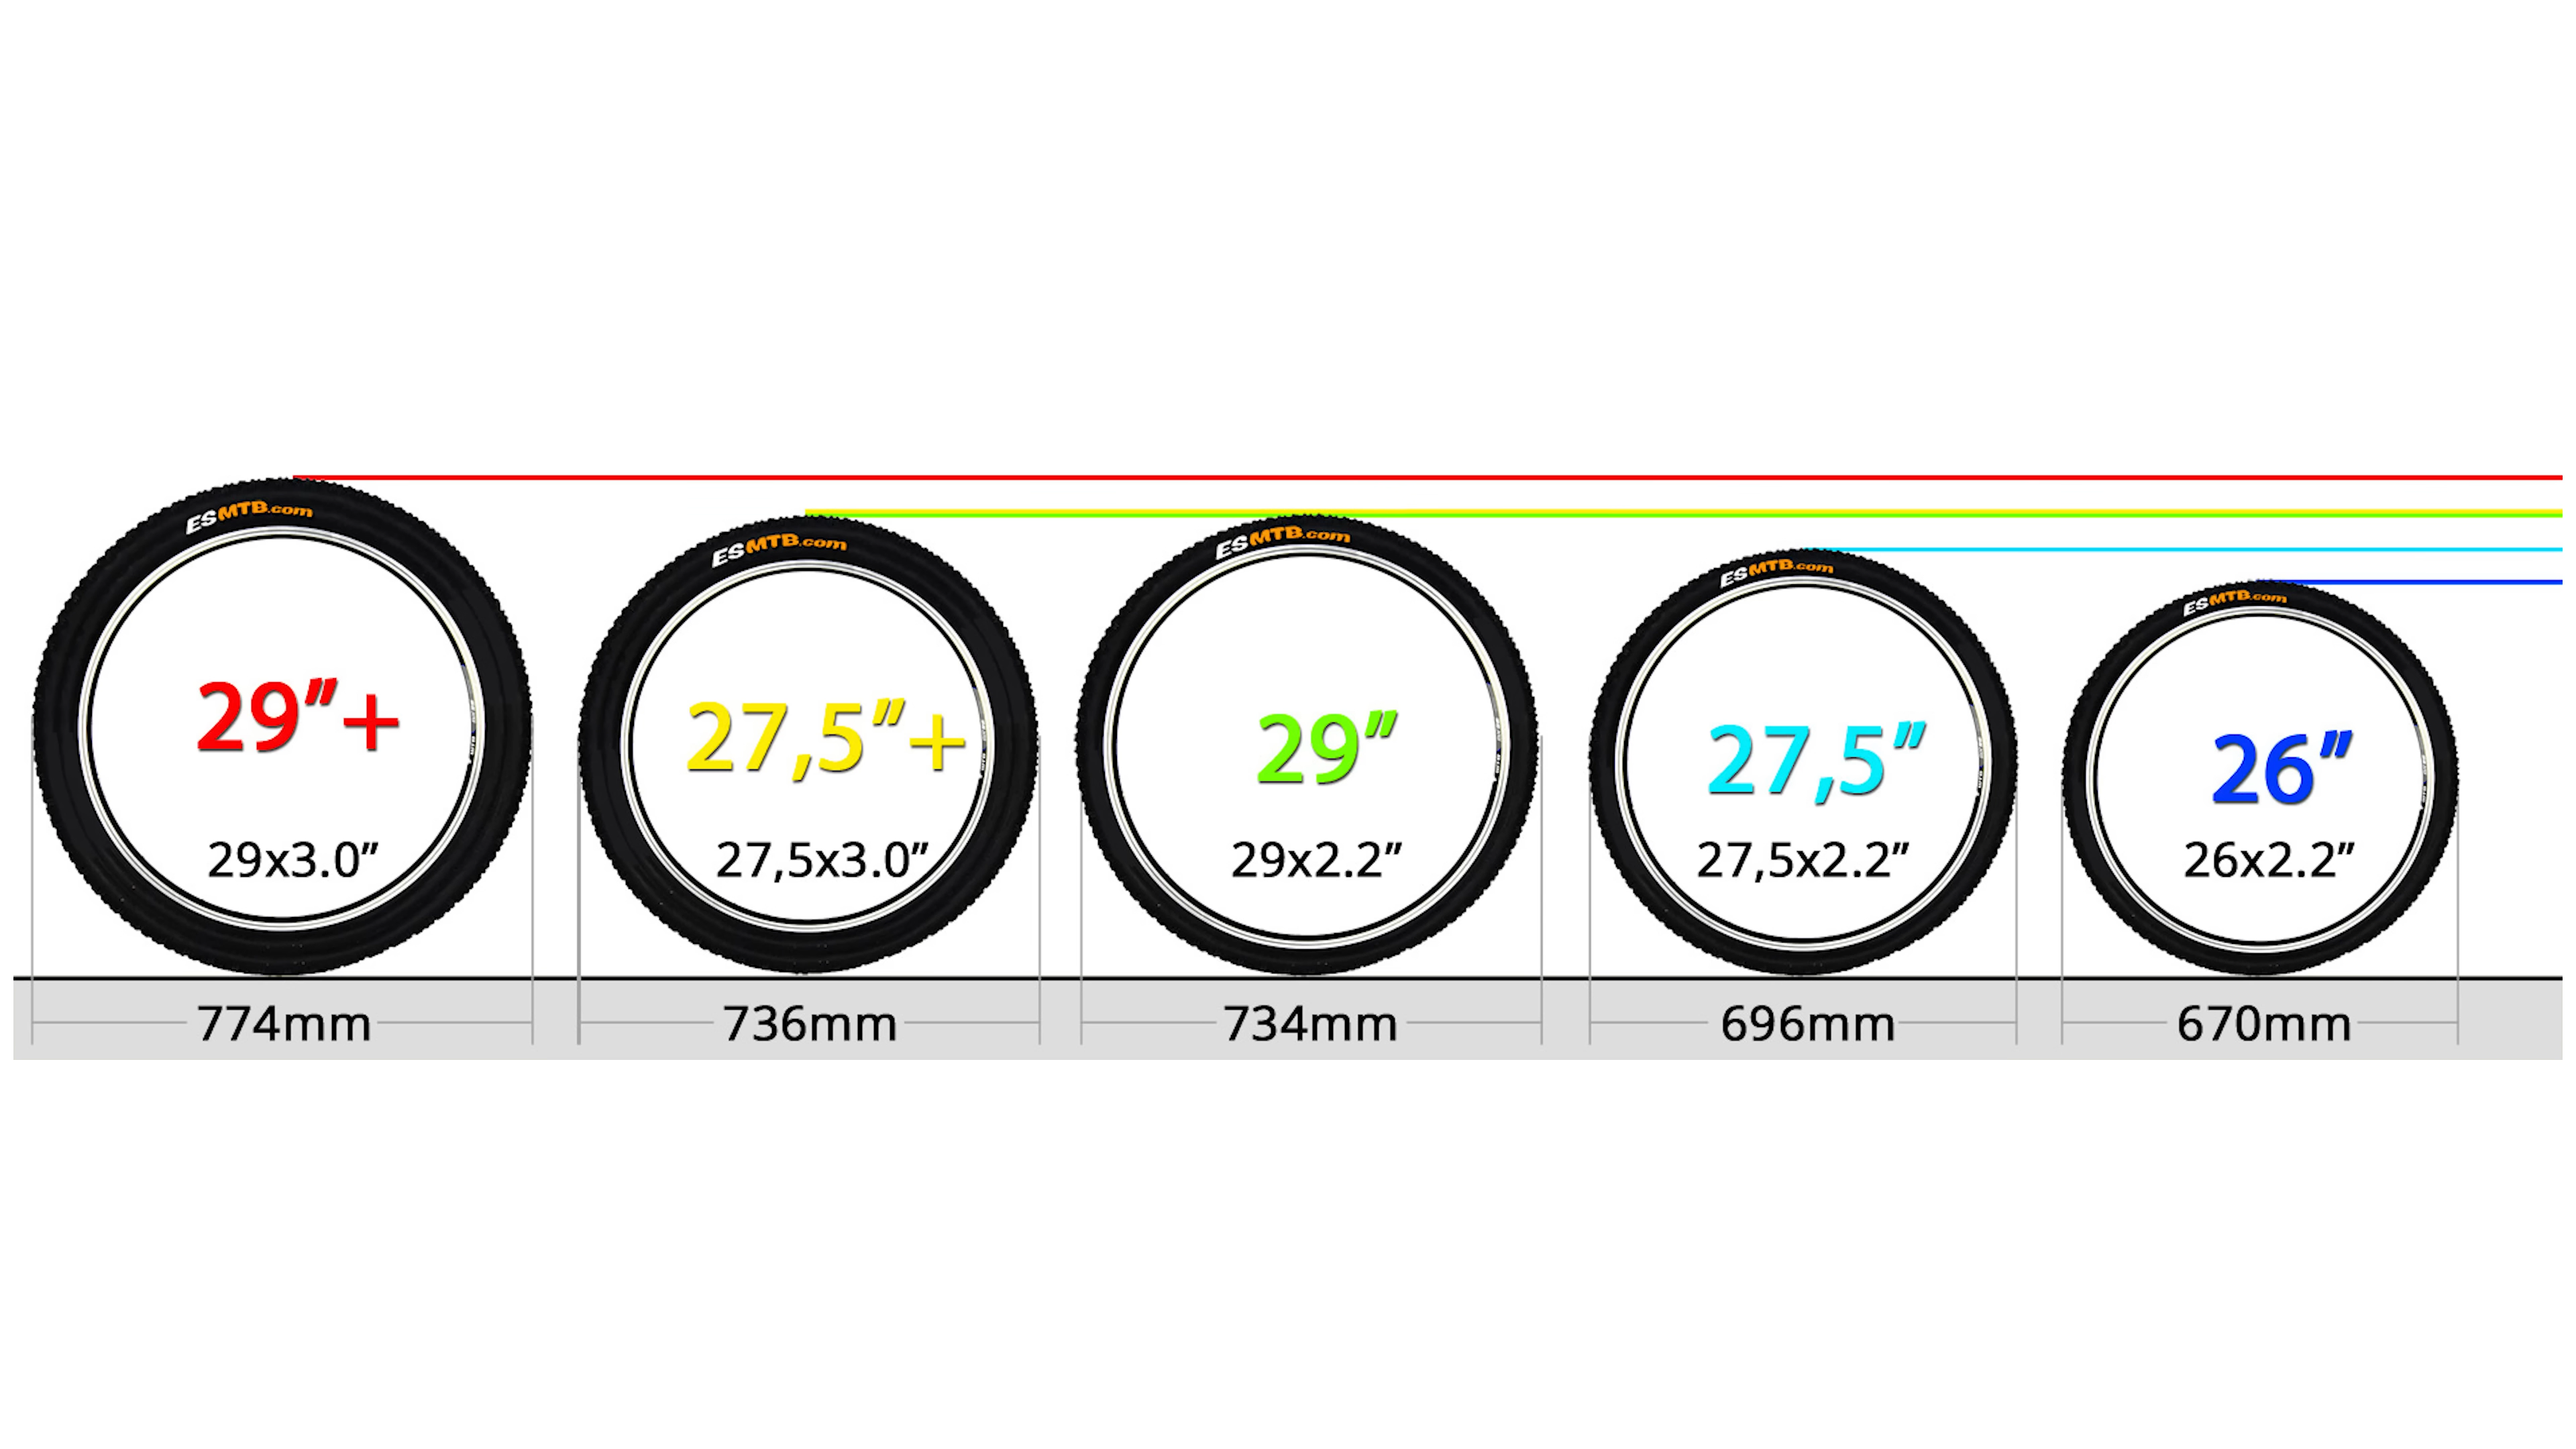 ESMTB.com
ESMTB.com
ESMTB.com
ESMTB.com
ESMTB.com
29”+
27,5”+
29”
27,5”
26”
29x3.0”
27,5x3.0”
29x2.2”
27,5x2.2”
26x2.2”
774mm
736mm
734mm
696mm
670mm